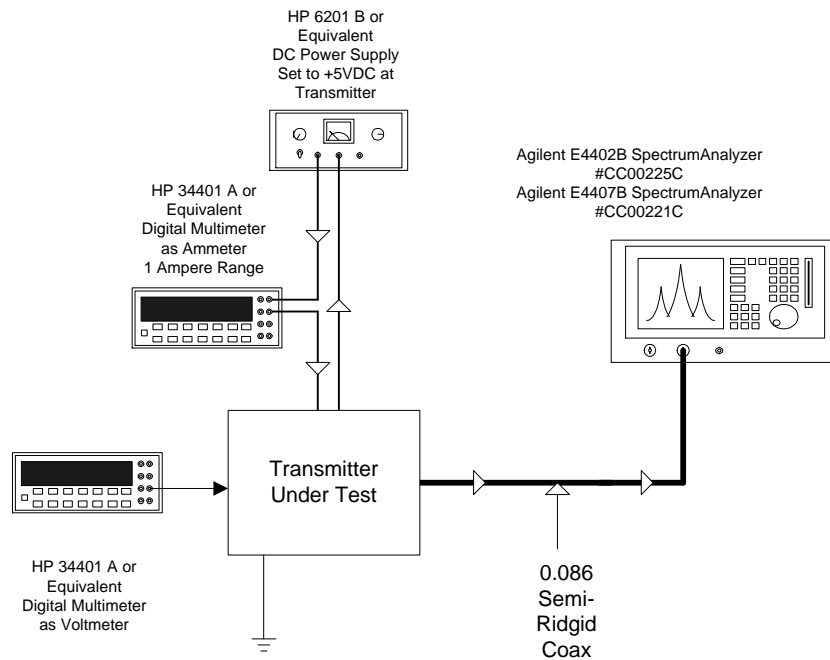 HP 6201 B or
Equivalent
DC Power Supply
Set to +5VDC at
Transmitter
Agilent E4402B SpectrumAnalyzer
#CC00225C
Agilent E4407B SpectrumAnalyzer
#CC00221C
HP 34401 A or
Equivalent
Digital Multimeter
as Ammeter
1 Ampere Range
Transmitter
Under Test
HP 34401 A or
Equivalent
Digital Multimeter
as Voltmeter
0.086
Semi-
Ridgid
Coax